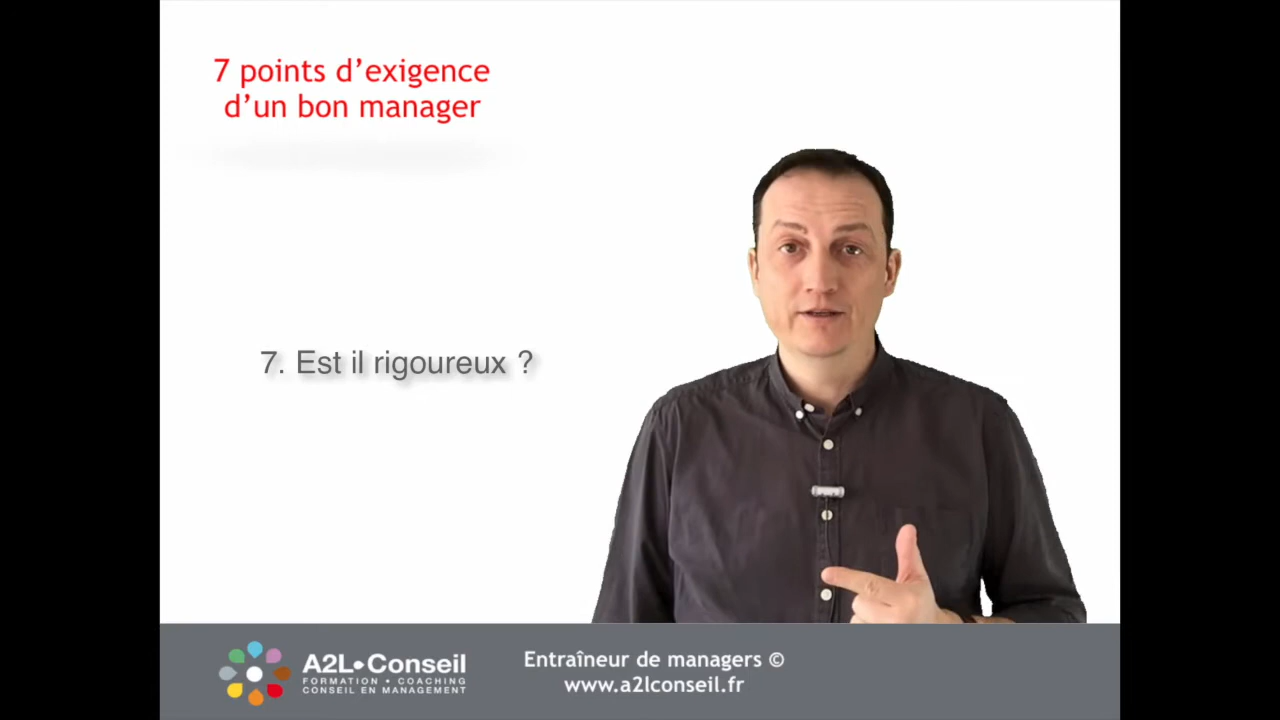 7 points d’exigence
d’un bon manager
7. Est il rigoureux ?
A2L•Conseil
FORMATION • COACHING
CONSEIL EN MANAGEMENT
Entraîneur de managers ©
www.a2lconseil.fr